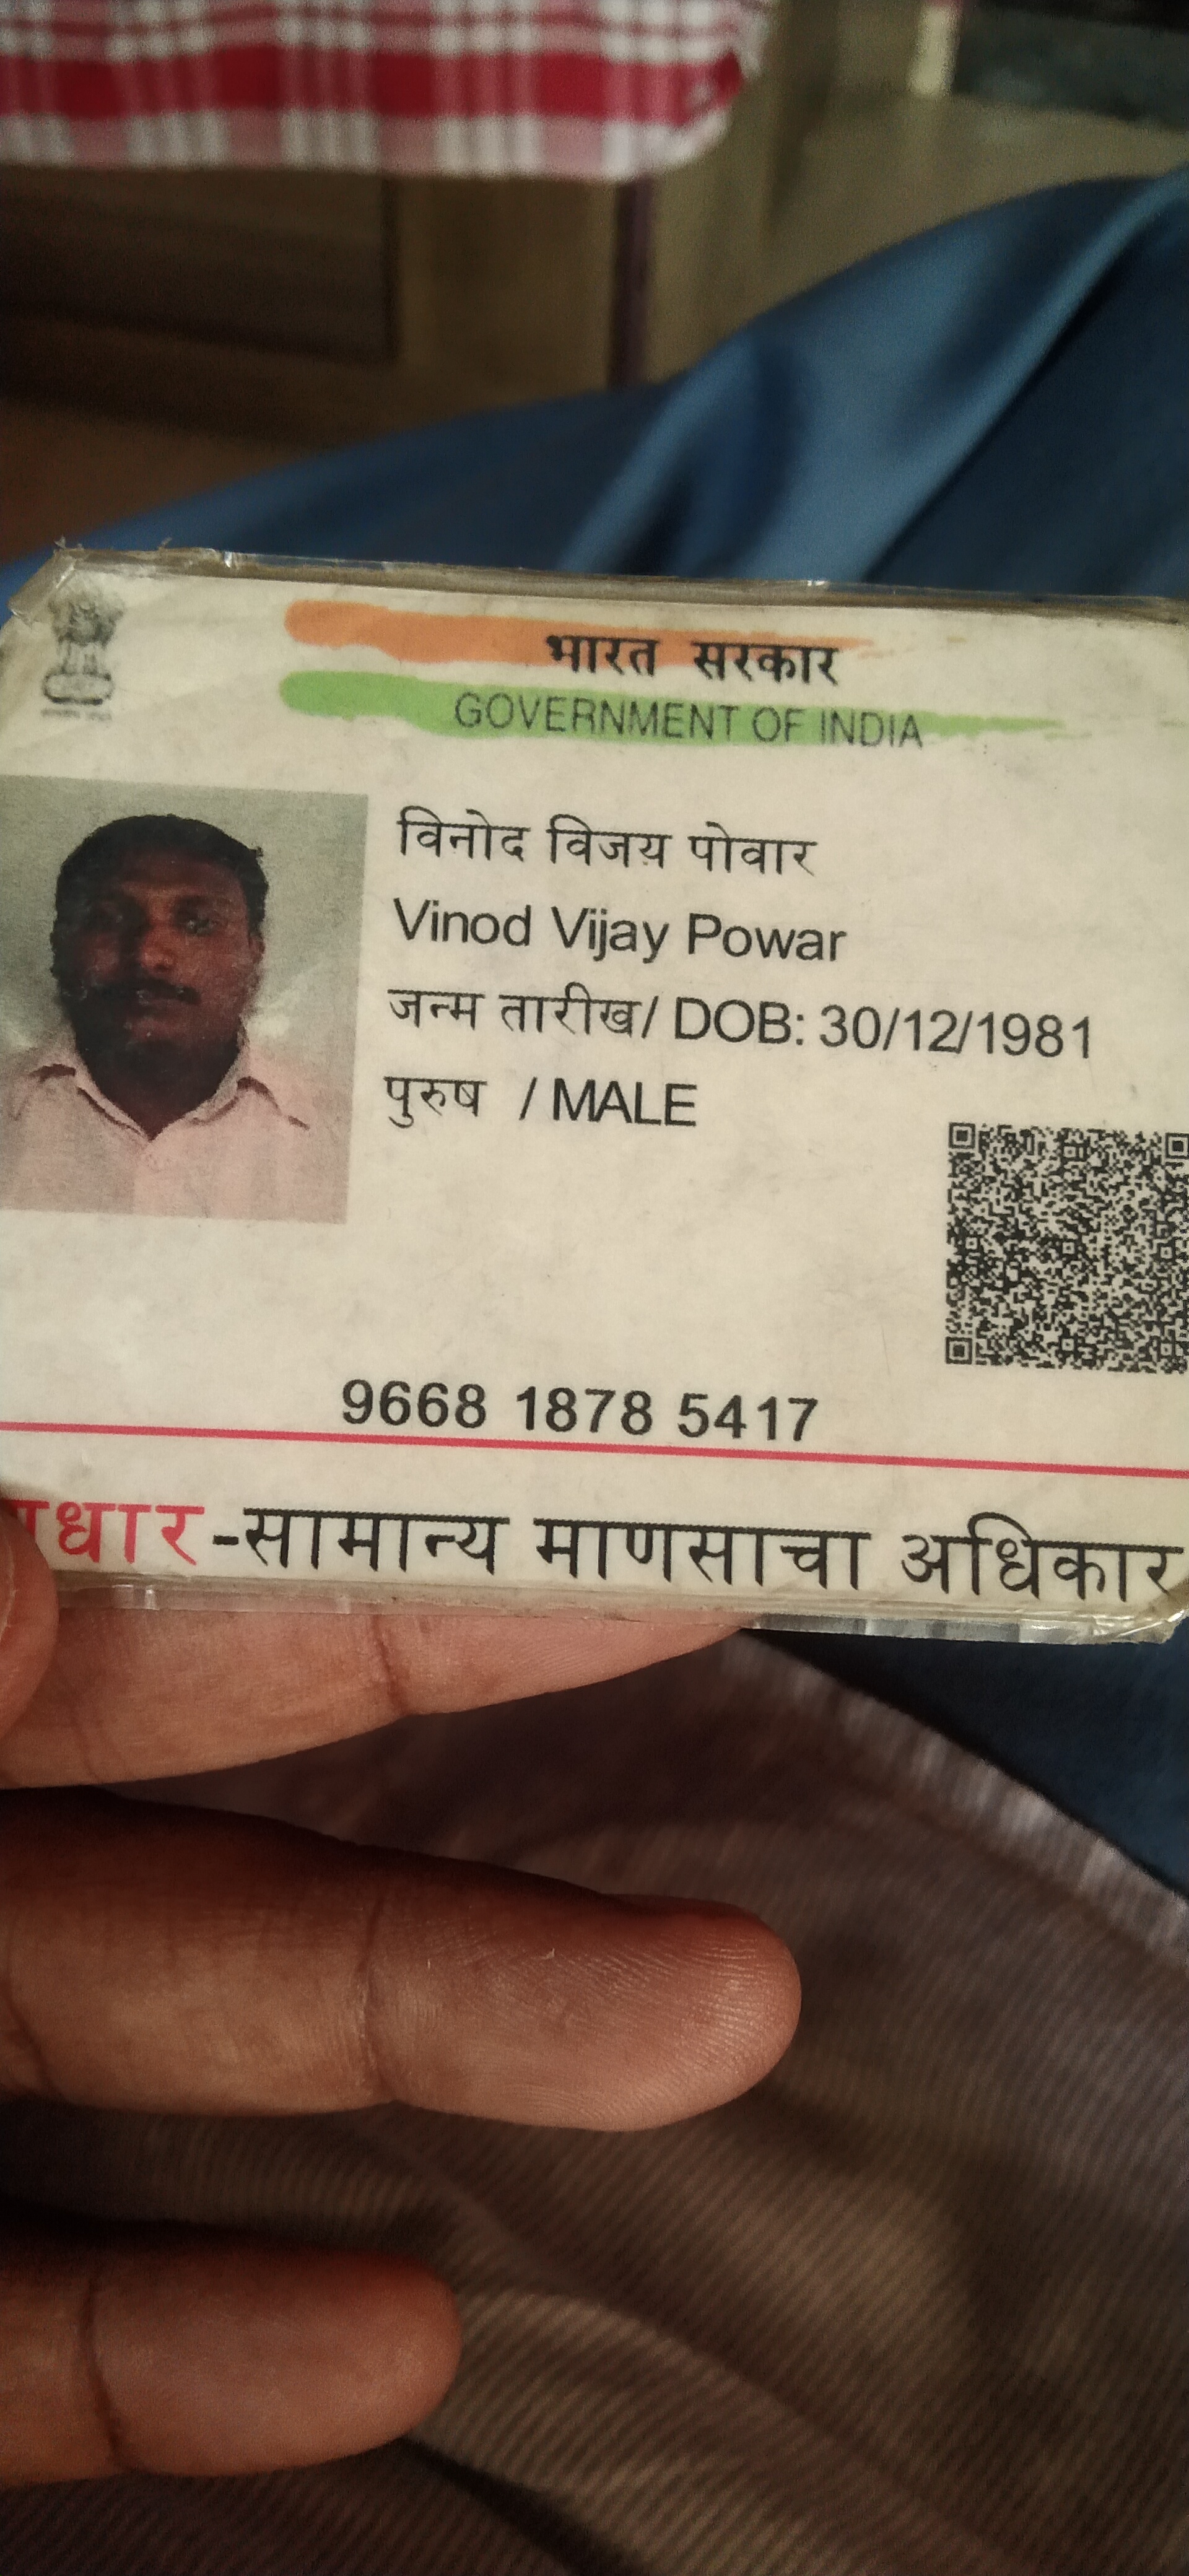 भारत सरकार
GOVERNMENT OF INDIA
विनोद विजय पोवार
Vinod Vijay Powar
जन्म तारीख/ DOB: 30/12/1981
पुरुष / MALE
9668 1878 5417
-सामान्य माणसाचा अधिकार